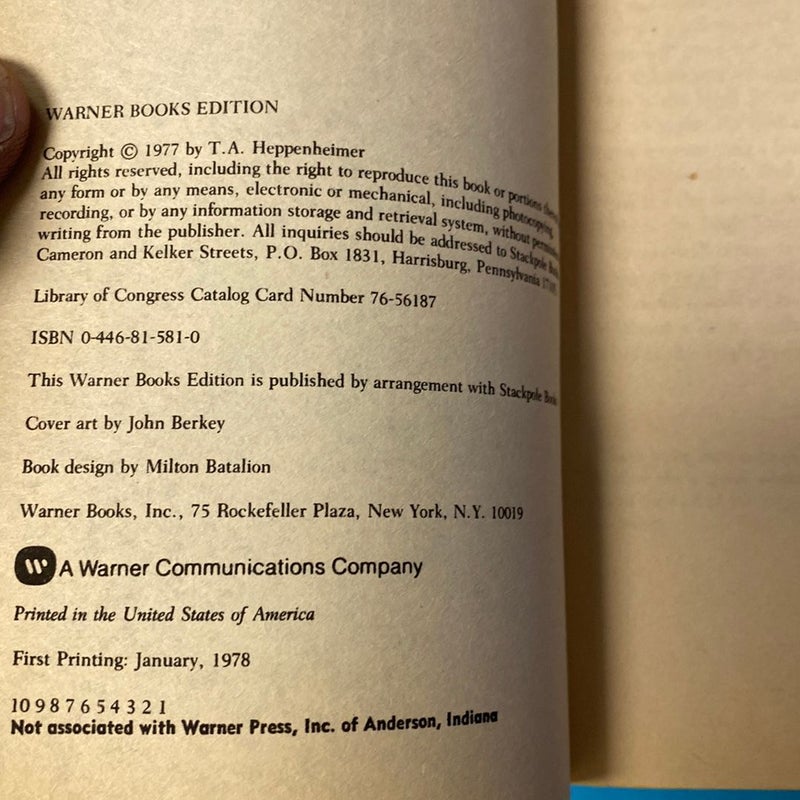 WARNER BOOKS EDITION
Copyright © 1977 by T.A. Heppenheimer
All rights reserved, including the right to reproduce this book or portions
any form or by any means, electronic or mechanical, including photocopying,
recording, or by any information storage and retrieval system, without
writing from the publisher. All inquiries should be addressed to Stackpole
Cameron and Kelker Streets, P.O. Box 1831, Harrisburg, Pennsylvania
Library of Congress Catalog Card Number 76-56187
ISBN 0-446-81-581-0
This Warner Books Edition is published by arrangement with Stackpole Books
Cover art by John Berkey
Book design by Milton Batalion
Warner Books, Inc., 75 Rockefeller Plaza, New York, N.Y. 10019
A Warner Communications Company
Printed in the United States of America
First Printing: January, 1978
10 9 8 7 6 5 4 3 2 1
Not associated with Warner Press, Inc. of Anderson, Indiana